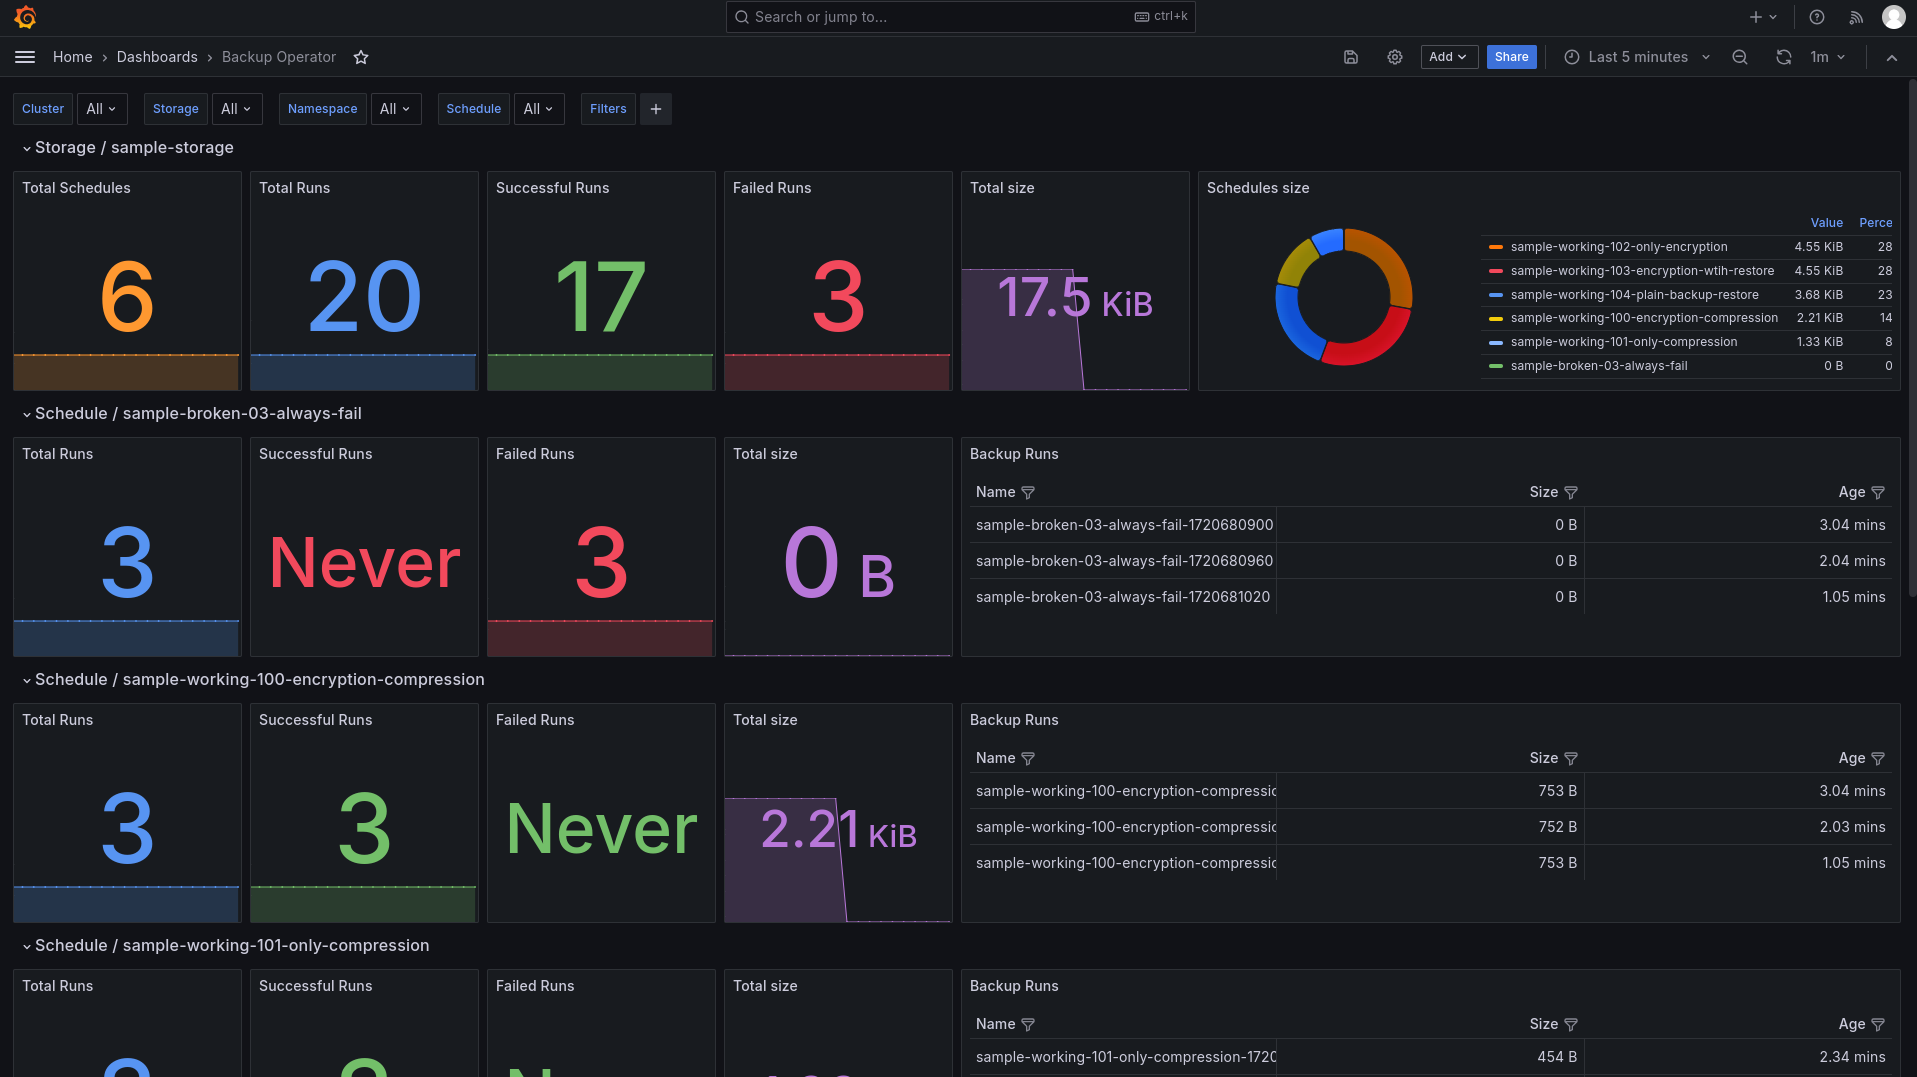 Search or jump to...
ctrl+k
Home
Dashboards
Backup Operator
Add
Share
Last 5 minutes
1m
Cluster
All
Storage
All
Namespace
All
Schedule
All
Filters
Storage / sample-storage
Total Schedules
6
Total Runs
20
Successful Runs
17
Failed Runs
3
Total size
17.5 KiB
Schedules size
Value Perce
sample-working-102-only-encryption 4.55 KiB 28
sample-working-103-encryption-wtih-restore 4.55 KiB 28
sample-working-104-plain-backup-restore 3.68 KiB 23
sample-working-100-encryption-compression 2.21 KiB 14
sample-working-101-only-compression 1.33 KiB 8
sample-broken-03-always-fail 0 B 0
Schedule / sample-broken-03-always-fail
Total Runs
3
Successful Runs
Never
Failed Runs
3
Total size
0 B
Backup Runs
Name Size Age
sample-broken-03-always-fail-1720680900 0 B 3.04 mins
sample-broken-03-always-fail-1720680960 0 B 2.04 mins
sample-broken-03-always-fail-1720681020 0 B 1.05 mins
Schedule / sample-working-100-encryption-compression
Total Runs
3
Successful Runs
3
Failed Runs
Never
Total size
2.21 KiB
Backup Runs
Name Size Age
sample-working-100-encryption-compressio 753 B 3.04 mins
sample-working-100-encryption-compressio 752 B 2.03 mins
sample-working-100-encryption-compressio 753 B 1.05 mins
Schedule / sample-working-101-only-compression
Total Runs
Successful Runs
Failed Runs
Total size
Backup Runs
Name Size Age
sample-working-101-only-compression-1720 454 B 2.34 mins